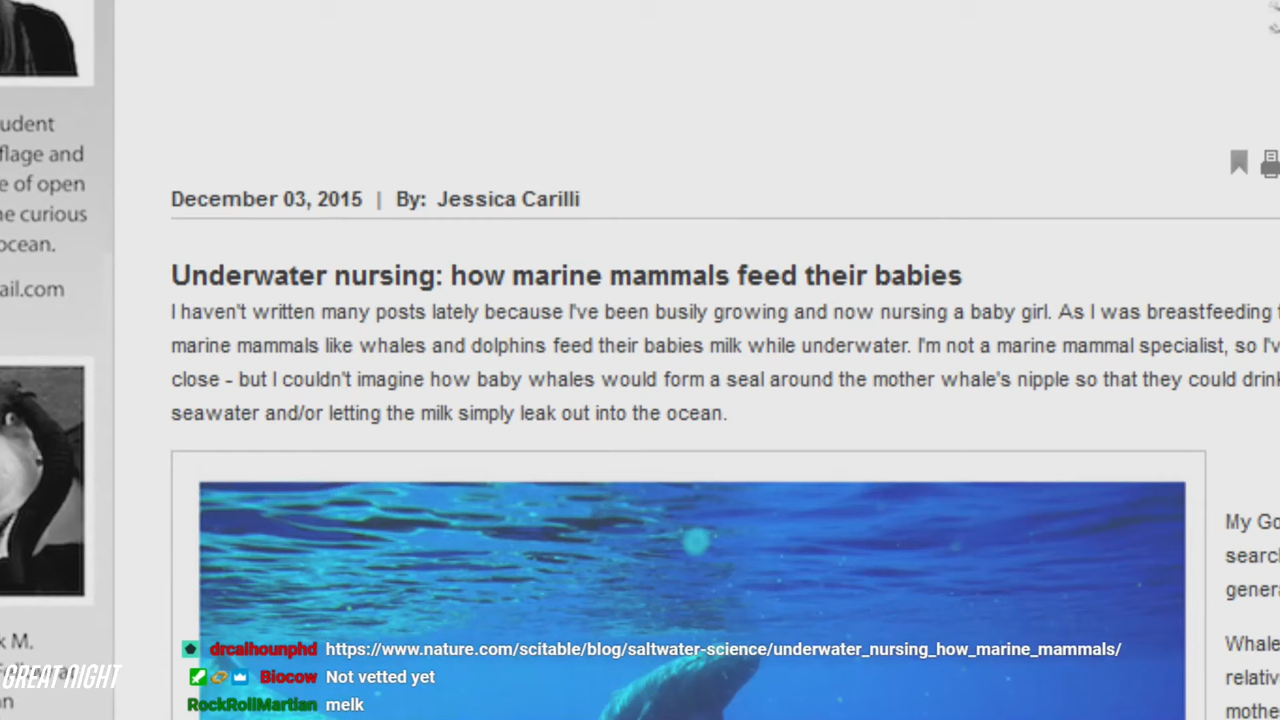 udent
flage and
e of open
ne curious
ocean.
ail.com
k M.
GREAT NIGHT
December 03, 2015 | By: Jessica Carilli
Underwater nursing: how marine mammals feed their babies
I haven't written many posts lately because I've been busily growing and now nursing a baby girl. As I was breastfeeding
marine mammals like whales and dolphins feed their babies milk while underwater. I'm not a marine mammal specialist, so I'v
close - but I couldn't imagine how baby whales would form a seal around the mother whale's nipple so that they could drin
seawater and/or letting the milk simply leak out into the ocean.
My Go
search
genera
Whale
relativ
mothe
drcalhounphd https://www.nature.com/scitable/blog/saltwater-science/underwater_nursing_how_marine_mammals/
Biocow Not vetted yet
RockRollMartian melk